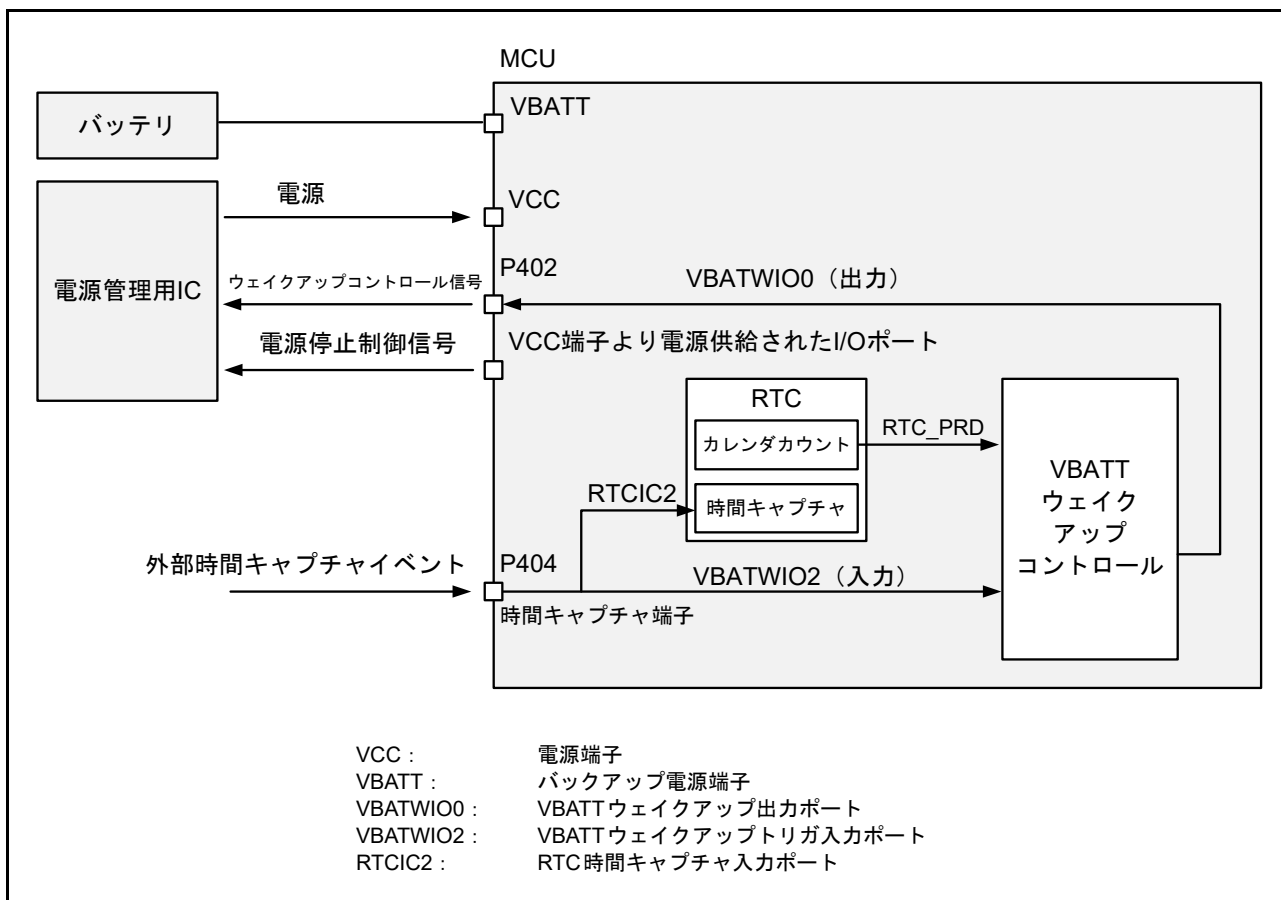 MCU
バッテリ
VBATT
電源管理用IC
電源
VCC
P402
ウェイクアップコントロール信号
VBATWIO0（出力）
電源停止制御信号
VCC端子より電源供給されたI/Oポート
RTC
カレンダカウント
RTC_PRD
時間キャプチャ
RTCIC2
VBATT
ウェイク
アップ
コントロール
外部時間キャプチャイベント
P404
VBATWIO2（入力）
時間キャプチャ端子
VCC： 電源端子
VBATT： バックアップ電源端子
VBATWIO0： VBATTウェイクアップ出力ポート
VBATWIO2： VBATTウェイクアップトリガ入力ポート
RTCIC2： RTC時間キャプチャ入力ポート